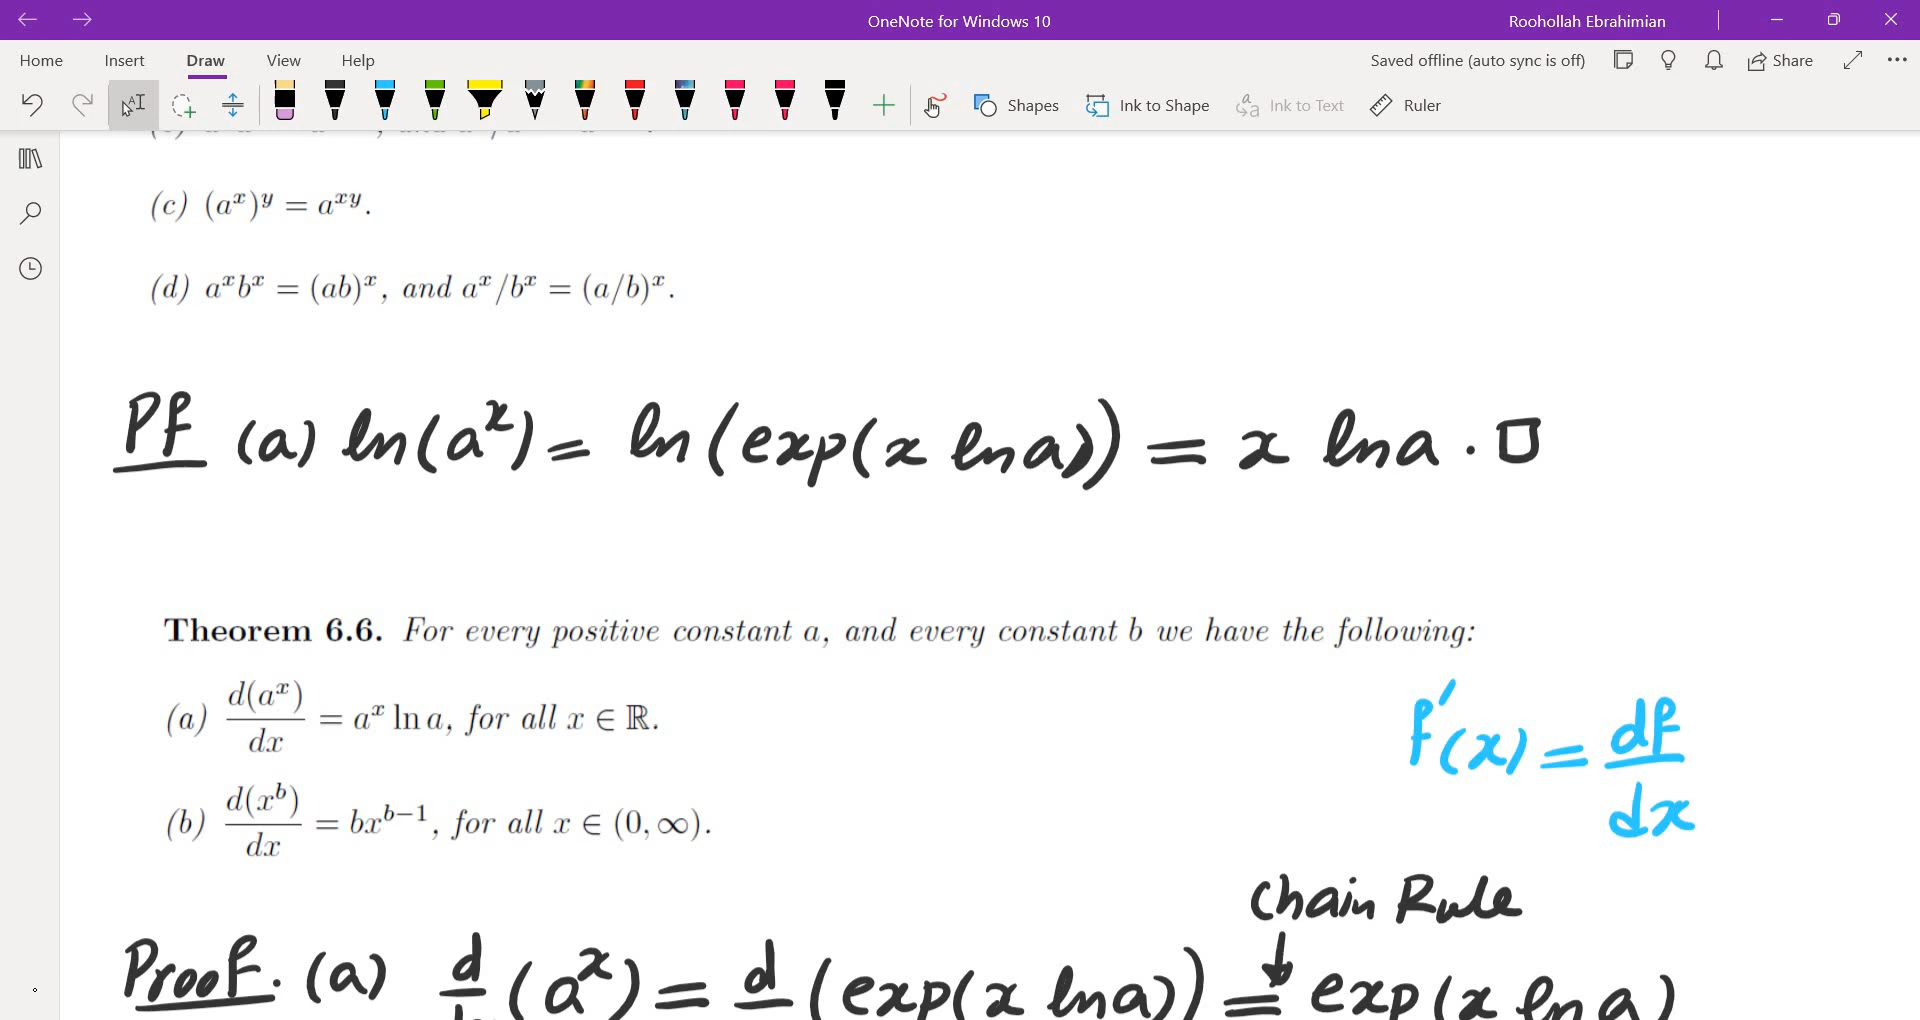 OneNote for Windows 10
Roohollah Ebrahimian
Home Insert Draw View Help
Saved offline (auto sync is off) Share
Shapes Ink to Shape Ink to Text Ruler
(c) (a^x)^y = a^{xy}.
(d) a^x b^x = (ab)^x, and a^x/b^x = (a/b)^x.
Pf (a) ln(a^x) = ln(exp(x ln a)) = x ln a. □
Theorem 6.6. For every positive constant a, and every constant b we have the following:
(a) d(a^x)/dx = a^x ln a, for all x ∈ ℝ.
f'(x) = df/dx
(b) d(x^b)/dx = bx^{b−1}, for all x ∈ (0, ∞).
Chain Rule
Proof. (a) d/dx (a^x) = d (exp(x ln a)) = exp(x ln a)